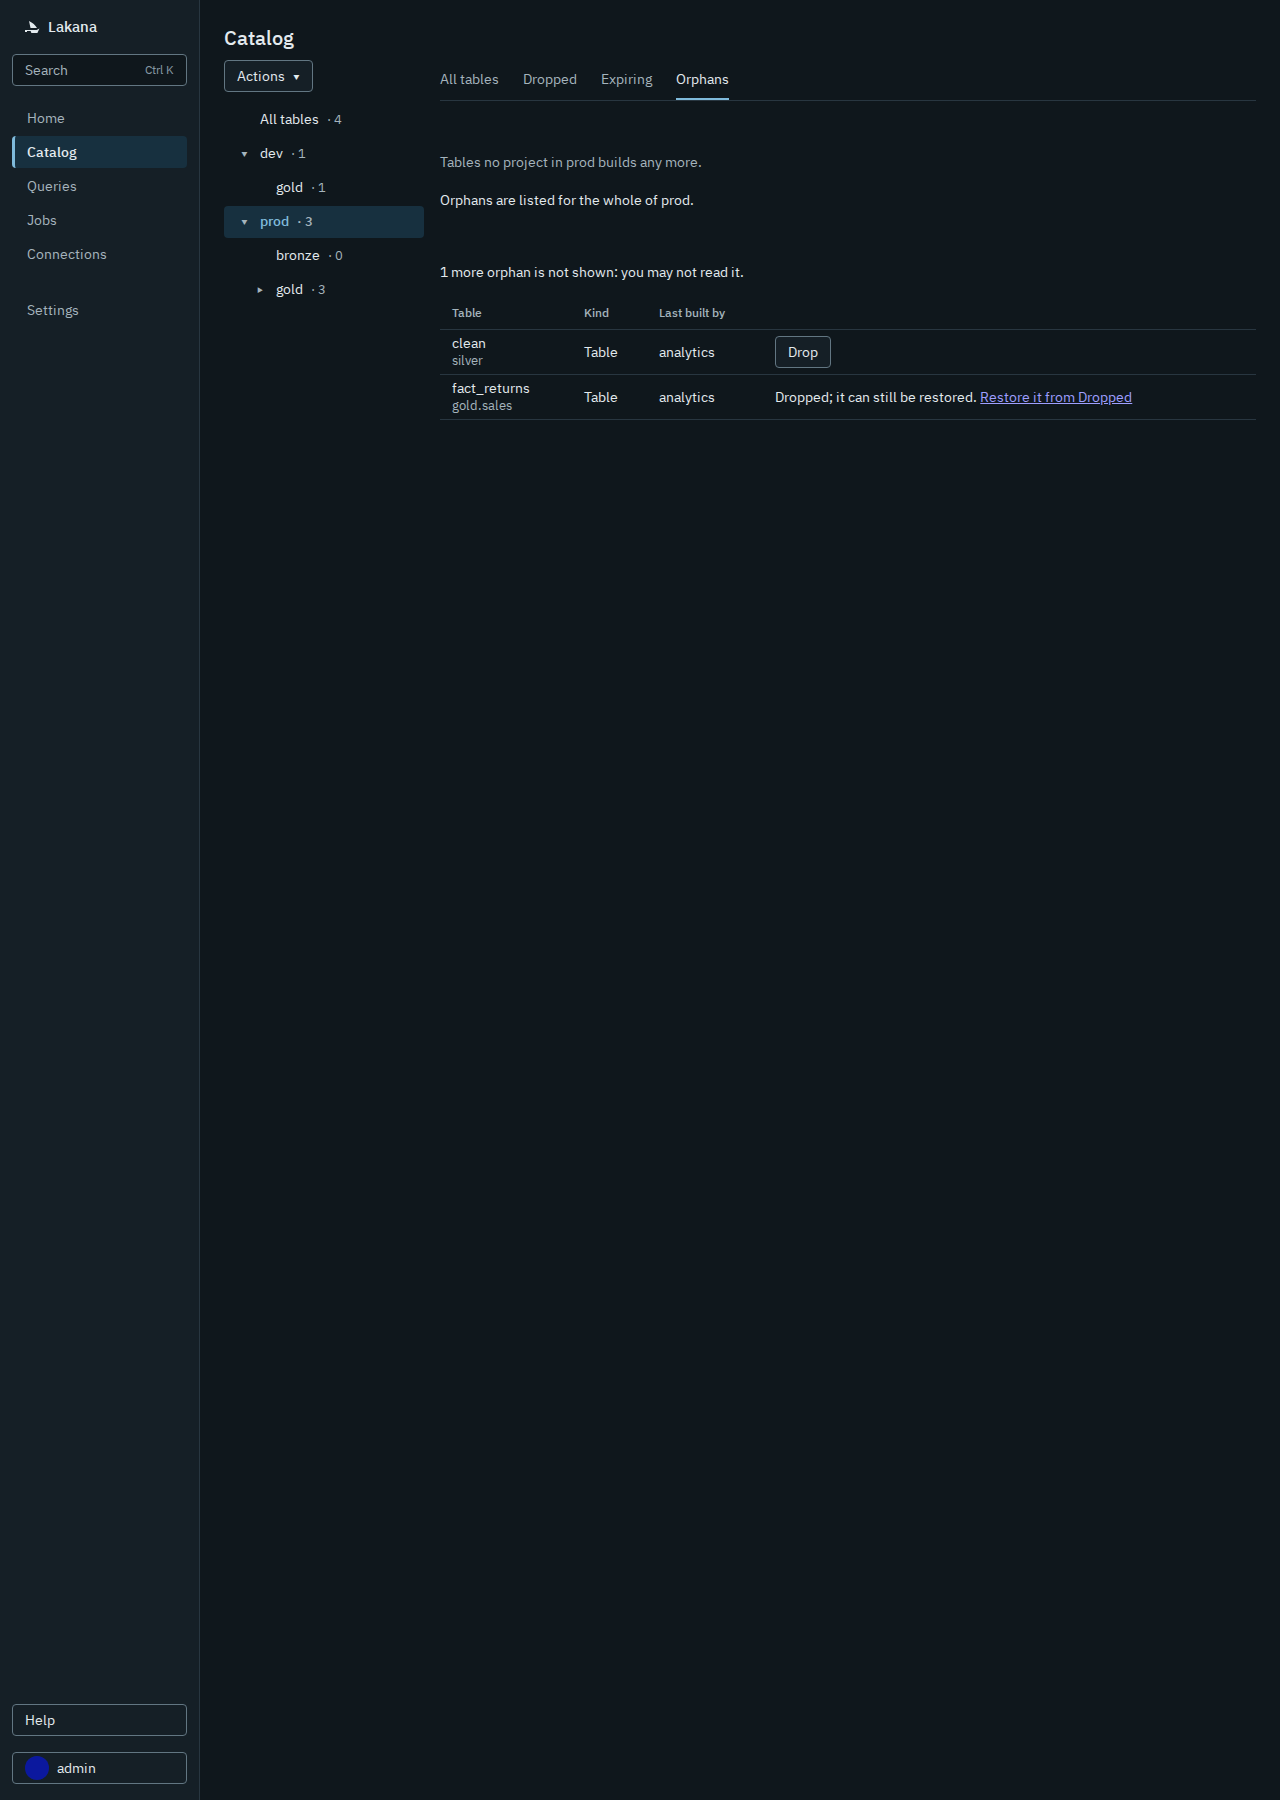 Lakana
Search Ctrl K
Home
Catalog
Queries
Jobs
Connections
Settings
Help
admin
Catalog
Actions ▾
All tables · 4
▾ dev · 1
gold · 1
▾ prod · 3
bronze · 0
▸ gold · 3
All tables Dropped Expiring Orphans
Tables no project in prod builds any more.
Orphans are listed for the whole of prod.
1 more orphan is not shown: you may not read it.
Table Kind Last built by
clean
silver
Table analytics Drop
fact_returns
gold.sales
Table analytics Dropped; it can still be restored. Restore it from Dropped